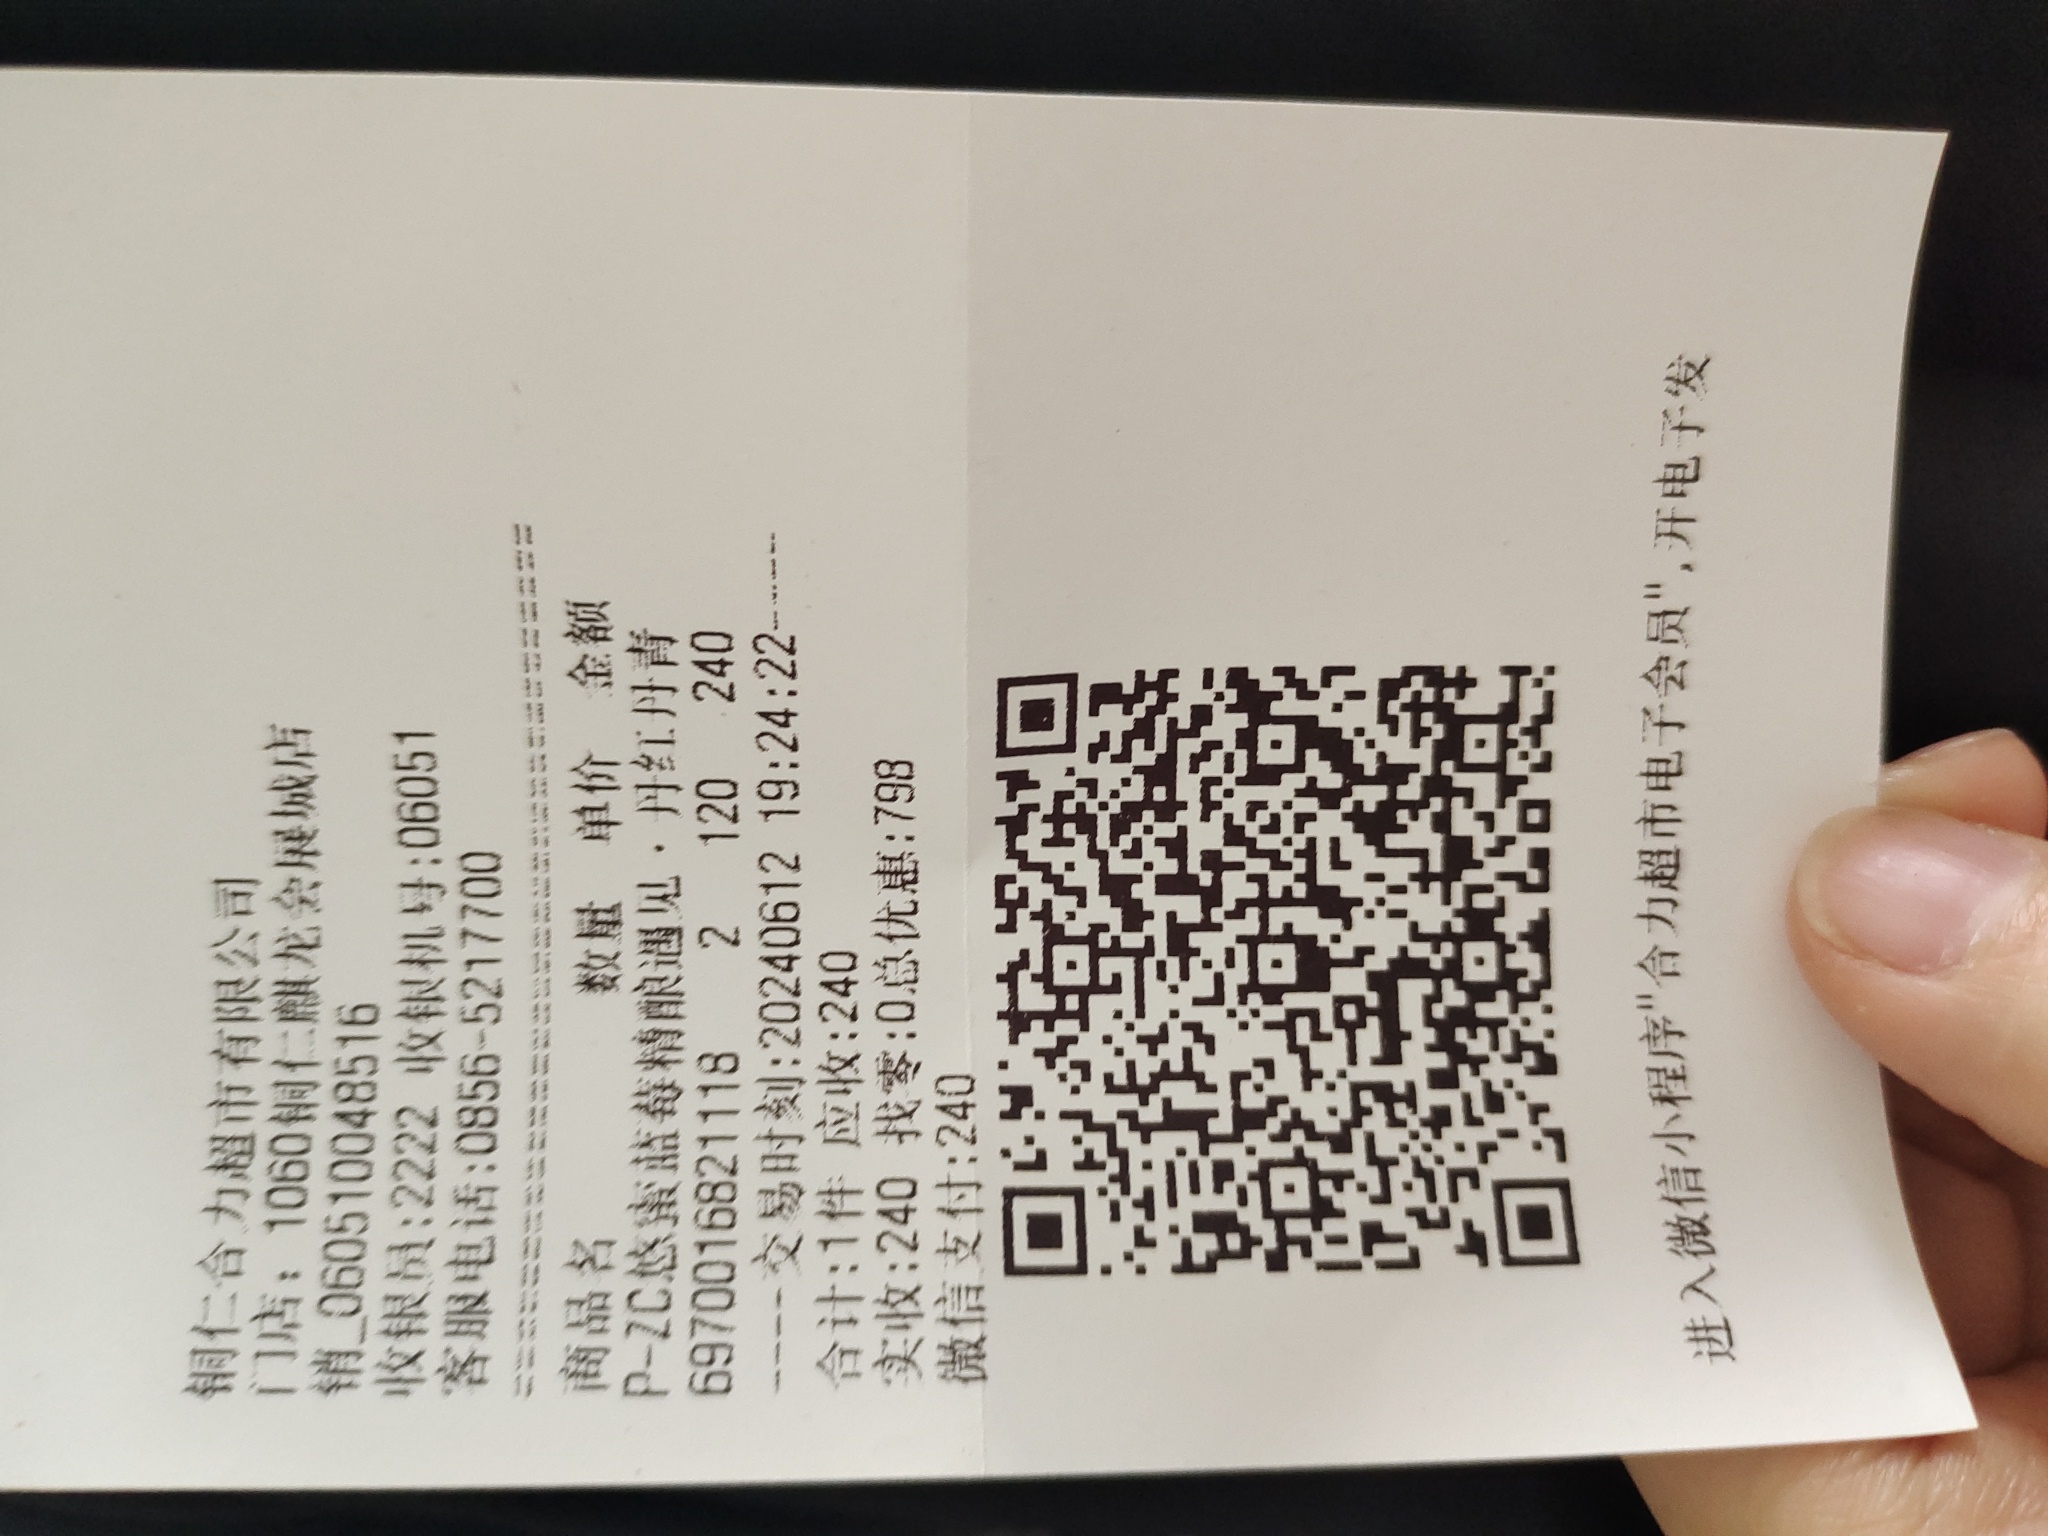 铜仁合力超市有限公司
门店：1060铜仁麒龙会展城店
销_060510048516
收银员:2222 收银机号:06051
客服电话:0856-5217700
================================
商品名 数量 单价 金额
P-ZC悠蜜蓝莓精酿遇见·丹红丹青
6970016821118 2 120 240
----交易时刻:20240612 19:24:22----
合计:1件 应收:240
实收:240 找零:0总优惠:798
微信支付:240
进入微信小程序"合力超市电子会员",开电子发